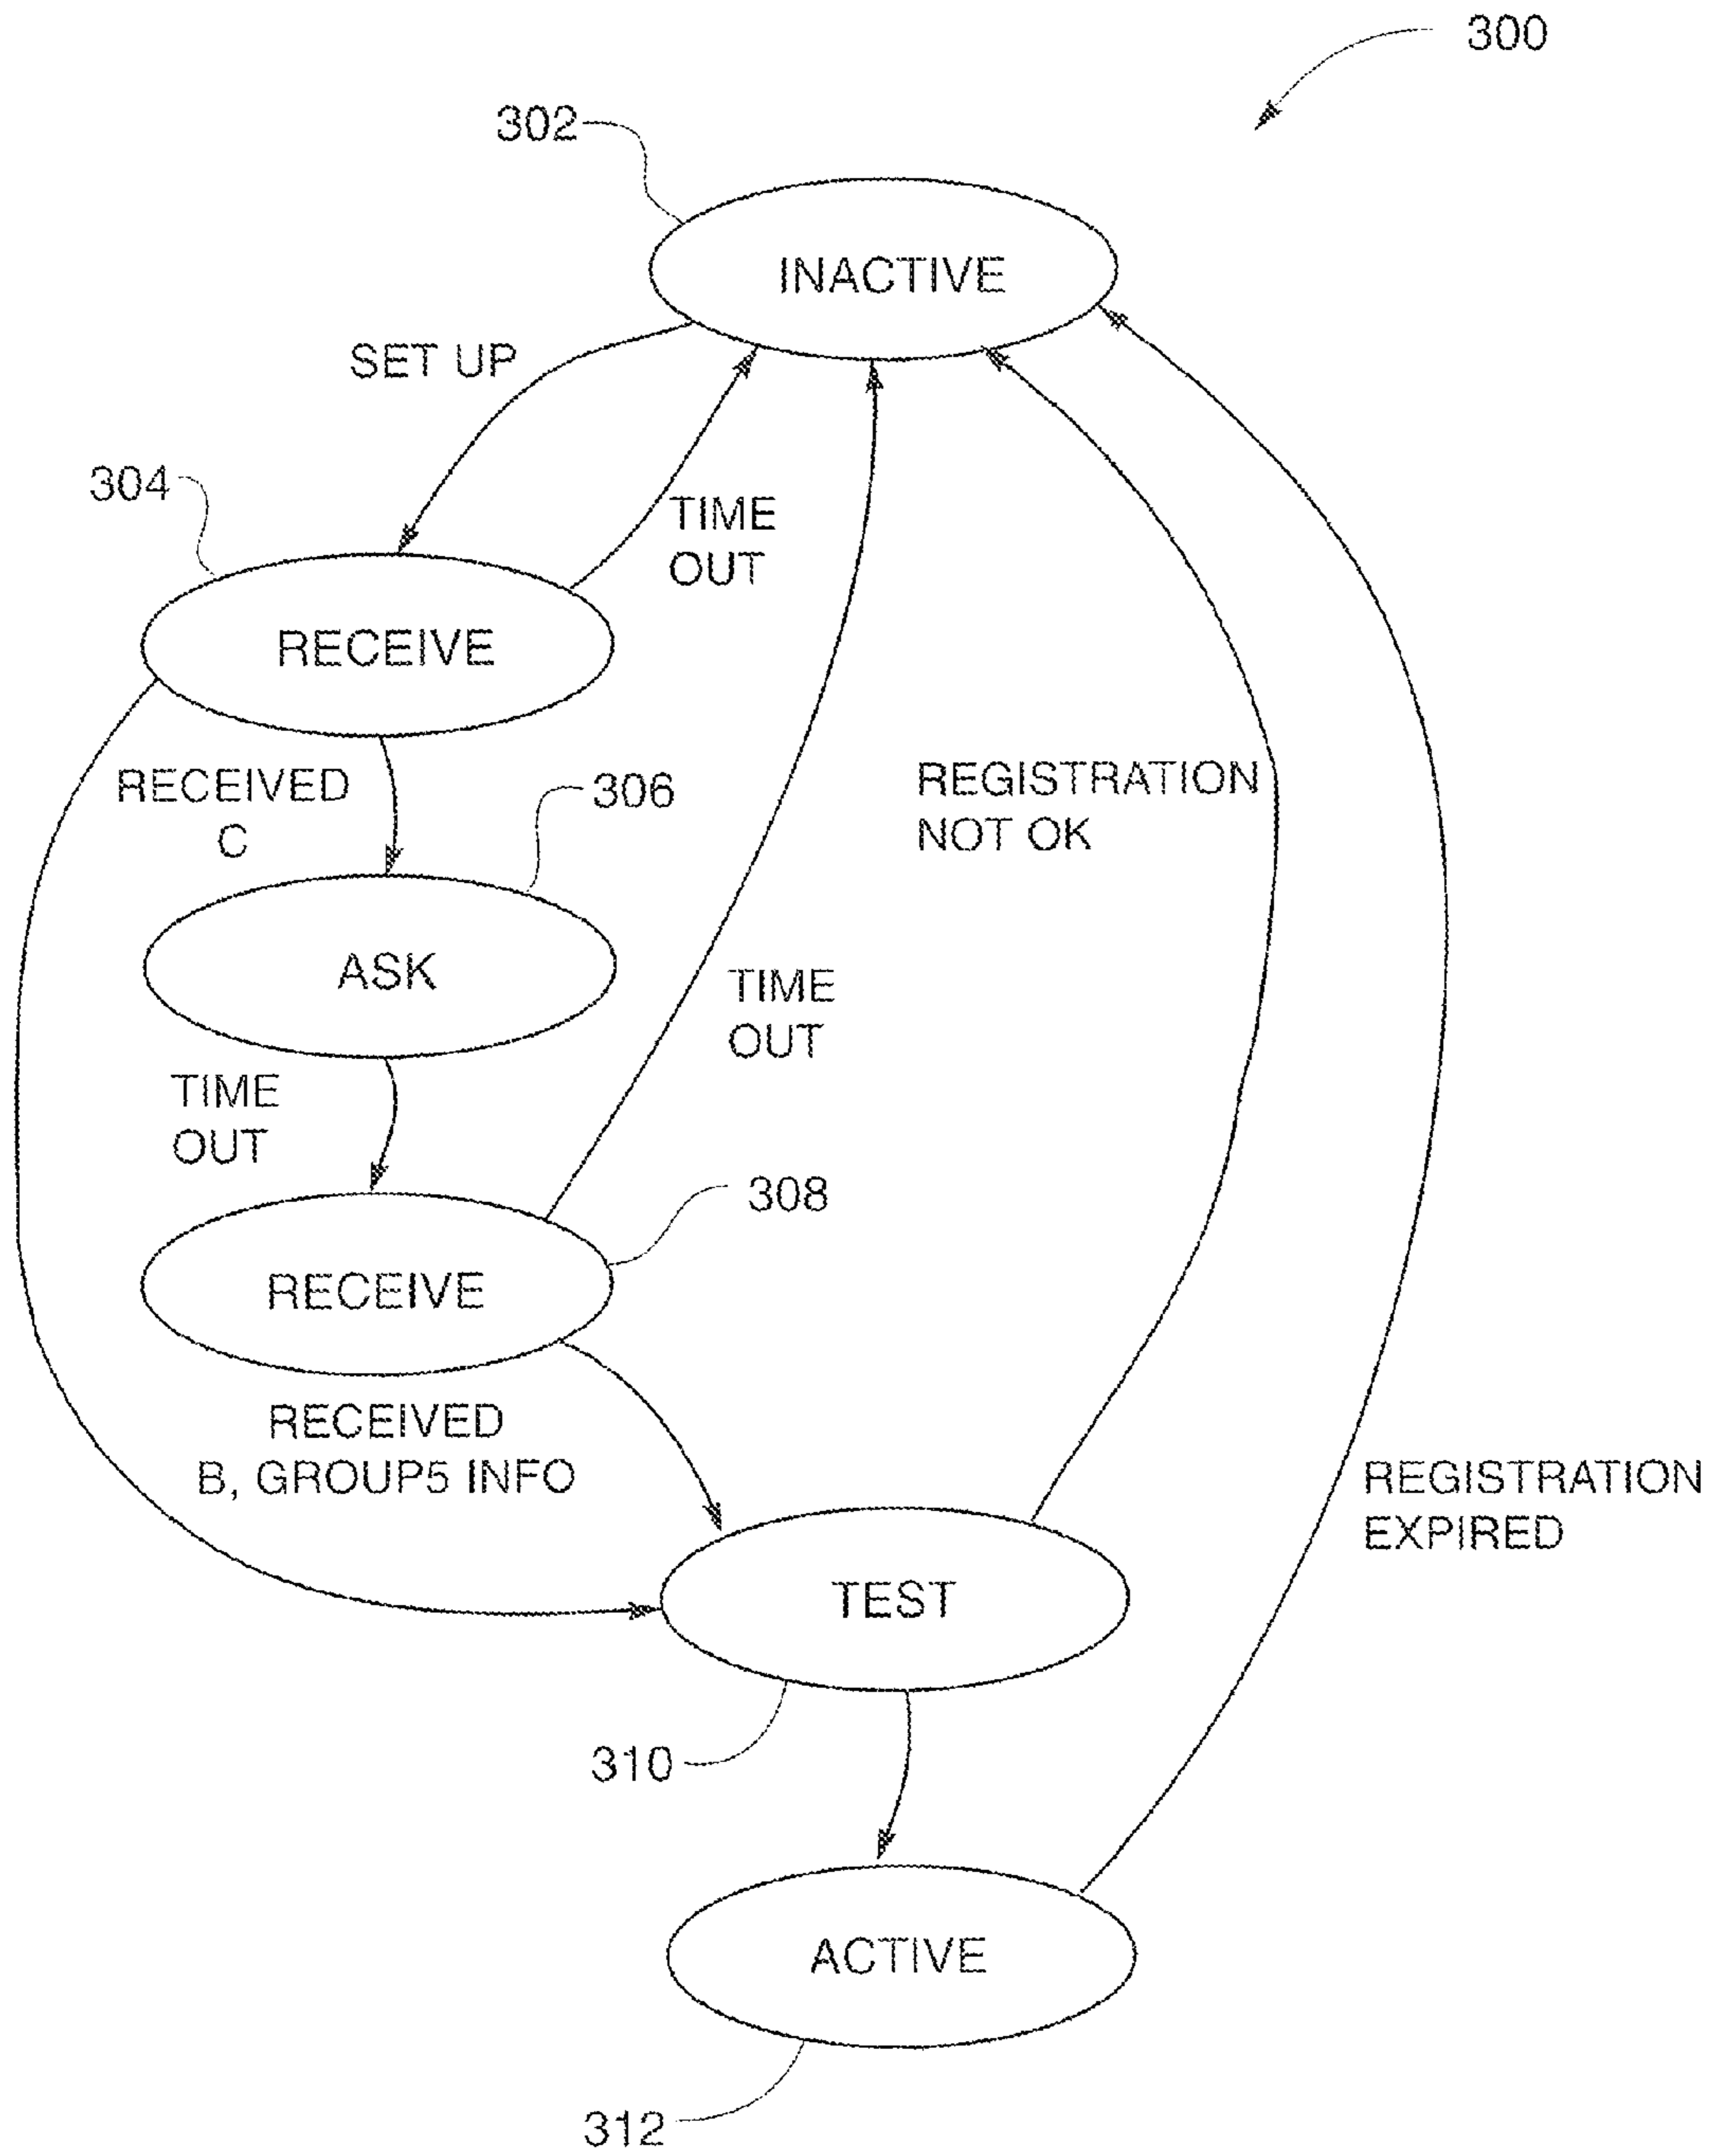 300
302
INACTIVE
SET UP
304
TIME
OUT
RECEIVE
RECEIVED
C
306
REGISTRATION
NOT OK
ASK
TIME
OUT
TIME
OUT
308
RECEIVE
RECEIVED
B, GROUP5 INFO
REGISTRATION
EXPIRED
TEST
310
ACTIVE
312